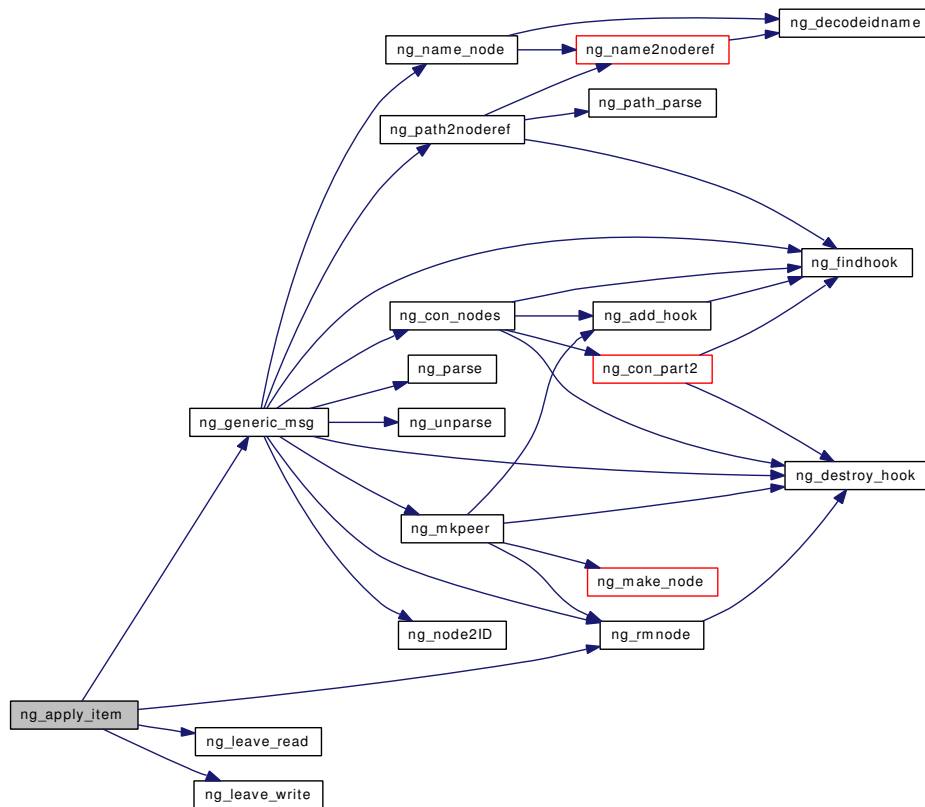 ng_decodeidname
ng_name_node
ng_name2noderef
ng_path_parse
ng_path2noderef
ng_findhook
ng_con_nodes
ng_add_hook
ng_parse
ng_con_part2
ng_generic_msg
ng_unparse
ng_destroy_hook
ng_mkpeer
ng_make_node
ng_node2ID
ng_rmnode
ng_apply_item
ng_leave_read
ng_leave_write